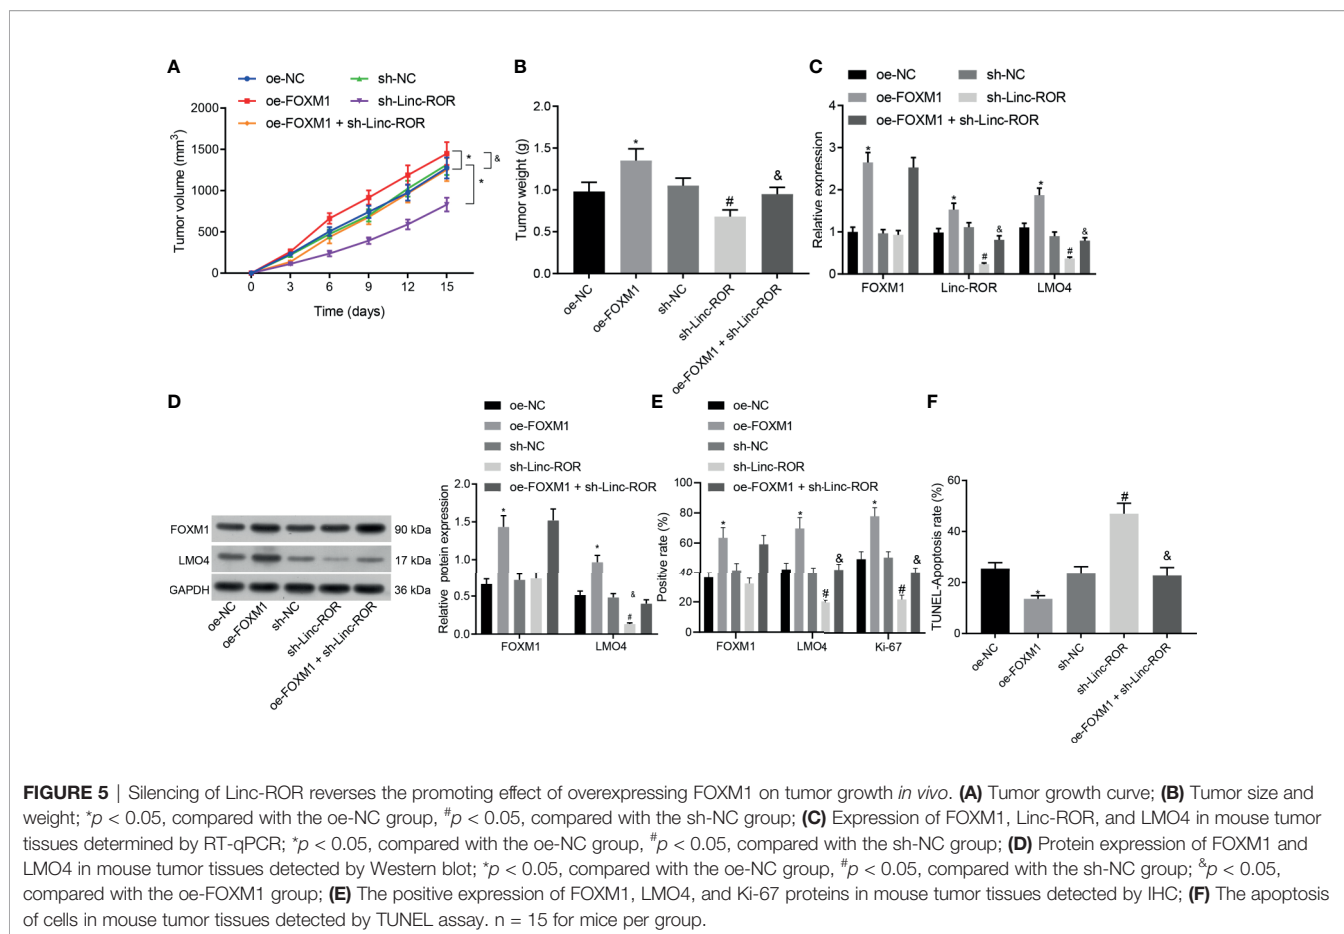 A
oe-NC
sh-NC
oe-FOXM1
sh-Linc-ROR
oe-FOXM1 + sh-Linc-ROR
Tumor volume (mm3)
2000
1500
1000
500
0
* &
*
0 3 6 9 12 15
Time (days)
B
Tumor weight (g)
2.0
1.5
1.0
0.5
0.0
*
#
&
oe-NC
oe-FOXM1
sh-NC
sh-Linc-ROR
oe-FOXM1 + sh-Linc-ROR
C
oe-NC
sh-NC
oe-FOXM1
sh-Linc-ROR
oe-FOXM1 + sh-Linc-ROR
Relative expression
4
3
2
1
0
*
*
#
&
*
#
&
FOXM1 Linc-ROR LMO4
D
FOXM1 90 kDa
LMO4 17 kDa
GAPDH 36 kDa
oe-NC
oe-FOXM1
sh-NC
sh-Linc-ROR
oe-FOXM1 + sh-Linc-ROR
oe-NC
oe-FOXM1
sh-NC
sh-Linc-ROR
oe-FOXM1 + sh-Linc-ROR
Relative protein expression
2.0
1.5
1.0
0.5
0.0
*
*
#
&
FOXM1 LMO4
E
oe-NC
oe-FOXM1
sh-NC
sh-Linc-ROR
oe-FOXM1 + sh-Linc-ROR
Positive rate (%)
100
80
60
40
20
0
*
*
#
&
*
#
&
FOXM1 LMO4 Ki-67
F
TUNEL-Apoptosis rate (%)
60
40
20
0
*
#
&
oe-NC
oe-FOXM1
sh-NC
sh-Linc-ROR
oe-FOXM1 + sh-Linc-ROR
FIGURE 5 | Silencing of Linc-ROR reverses the promoting effect of overexpressing FOXM1 on tumor growth in vivo. (A) Tumor growth curve; (B) Tumor size and
weight; *p < 0.05, compared with the oe-NC group, #p < 0.05, compared with the sh-NC group; (C) Expression of FOXM1, Linc-ROR, and LMO4 in mouse tumor
tissues determined by RT-qPCR; *p < 0.05, compared with the oe-NC group, #p < 0.05, compared with the sh-NC group; (D) Protein expression of FOXM1 and
LMO4 in mouse tumor tissues detected by Western blot; *p < 0.05, compared with the oe-NC group, #p < 0.05, compared with the sh-NC group; &p < 0.05,
compared with the oe-FOXM1 group; (E) The positive expression of FOXM1, LMO4, and Ki-67 proteins in mouse tumor tissues detected by IHC; (F) The apoptosis
of cells in mouse tumor tissues detected by TUNEL assay. n = 15 for mice per group.